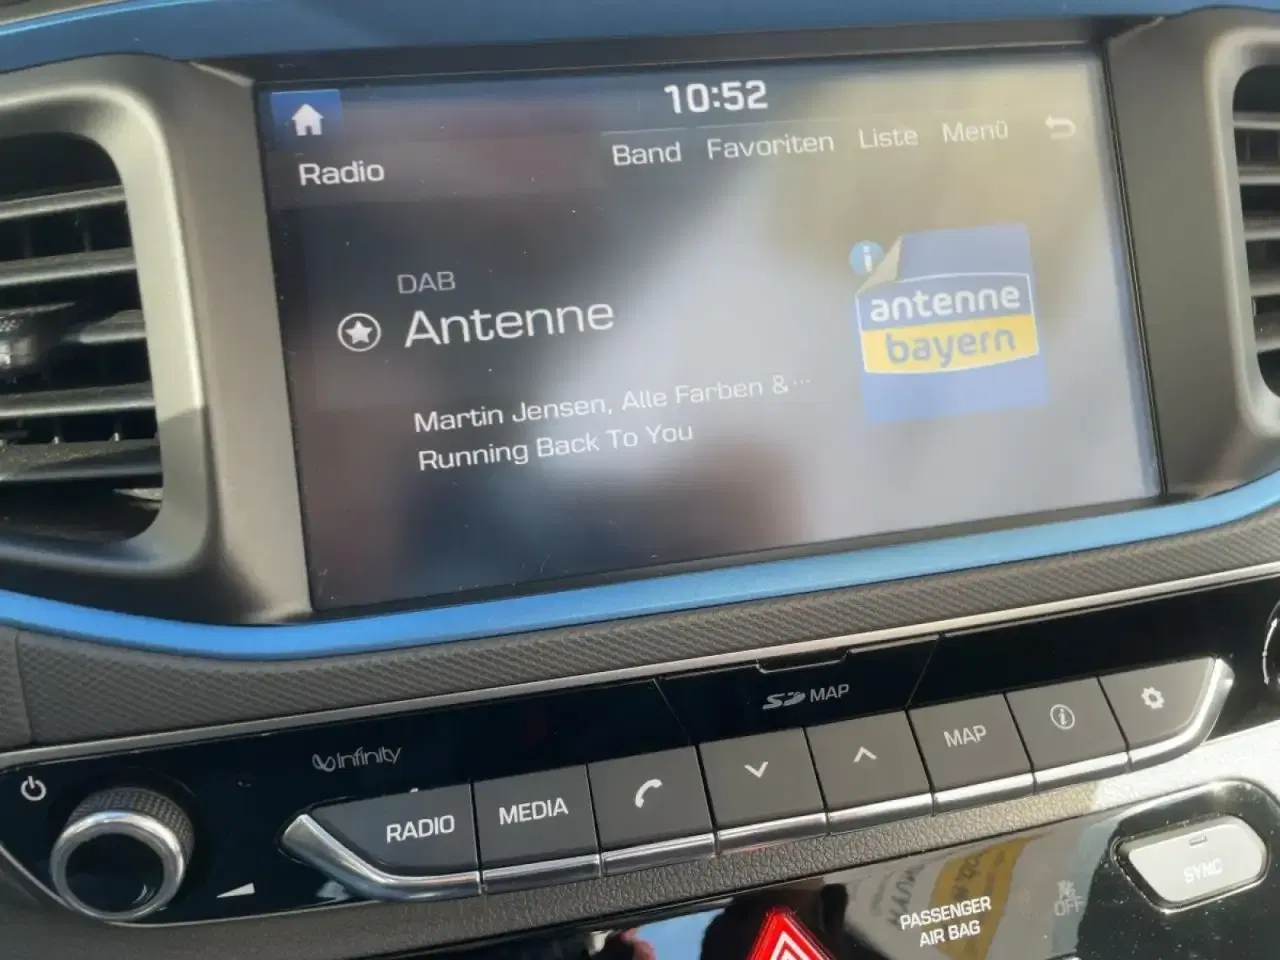 10:52
Radio
Band Favoriten Liste Menü
DAB
Antenne
antenne
bayern
Martin Jensen, Alle Farben &...
Running Back To You
SD MAP
infinity
RADIO MEDIA MAP
SYNC
PASSENGER
AIR BAG
OFF